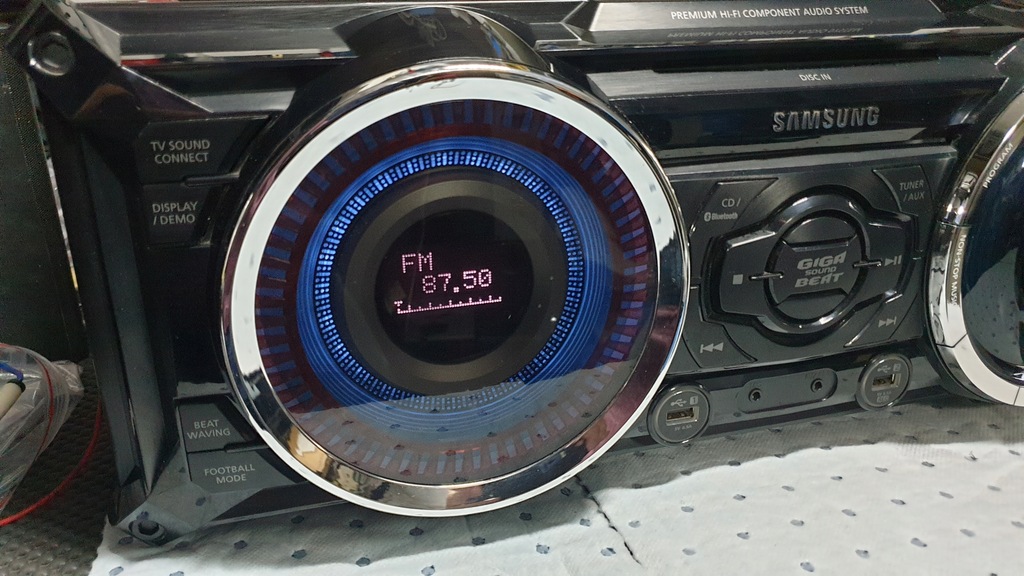 PREMIUM HI-FI COMPONENT AUDIO SYSTEM
DISC IN
SAMSUNG
TV SOUND
CONNECT
DISPLAY
/ DEMO
FM
87.50
CD /
Bluetooth
TUNER
/ AUX
GIGA
SOUND
BEAT
PROGRAM
BEAT
WAVING
FOOTBALL
MODE